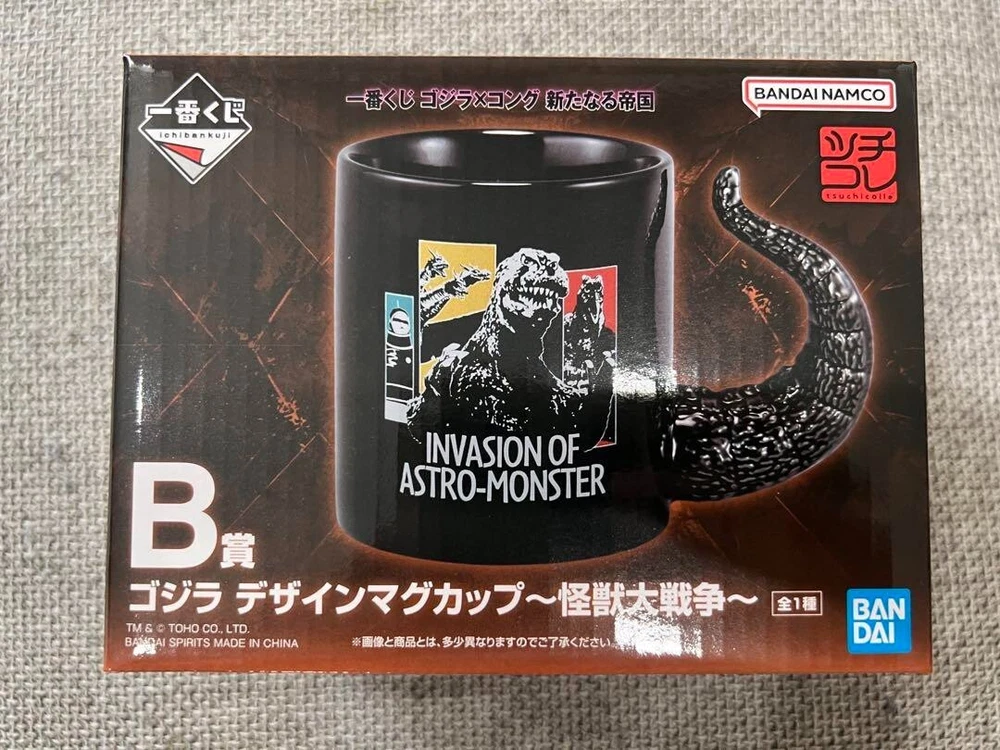 一番くじ
ichibankuji
一番くじ ゴジラ×コング 新たなる帝国
BANDAI NAMCO
ツチ
コレ
tsuchicolle
INVASION OF
ASTRO-MONSTER
B賞
ゴジラ デザインマグカップ～怪獣大戦争～ 全1種
TM & © TOHO CO., LTD.
BANDAI SPIRITS MADE IN CHINA
※画像と商品とは、多少異なりますのでご了承ください。
BAN
DAI